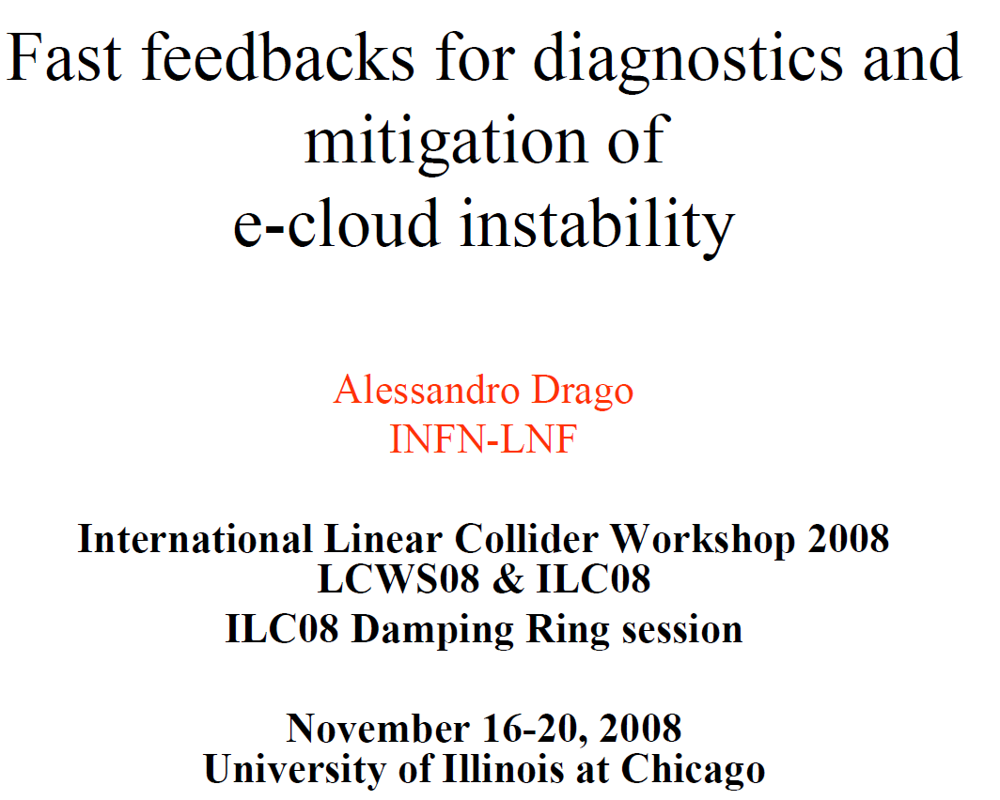 Fast feedbacks for diagnostics and
mitigation of
e-cloud instability
Alessandro Drago
INFN-LNF
International Linear Collider Workshop 2008
LCWS08 & ILC08
ILC08 Damping Ring session
November 16-20, 2008
University of Illinois at Chicago